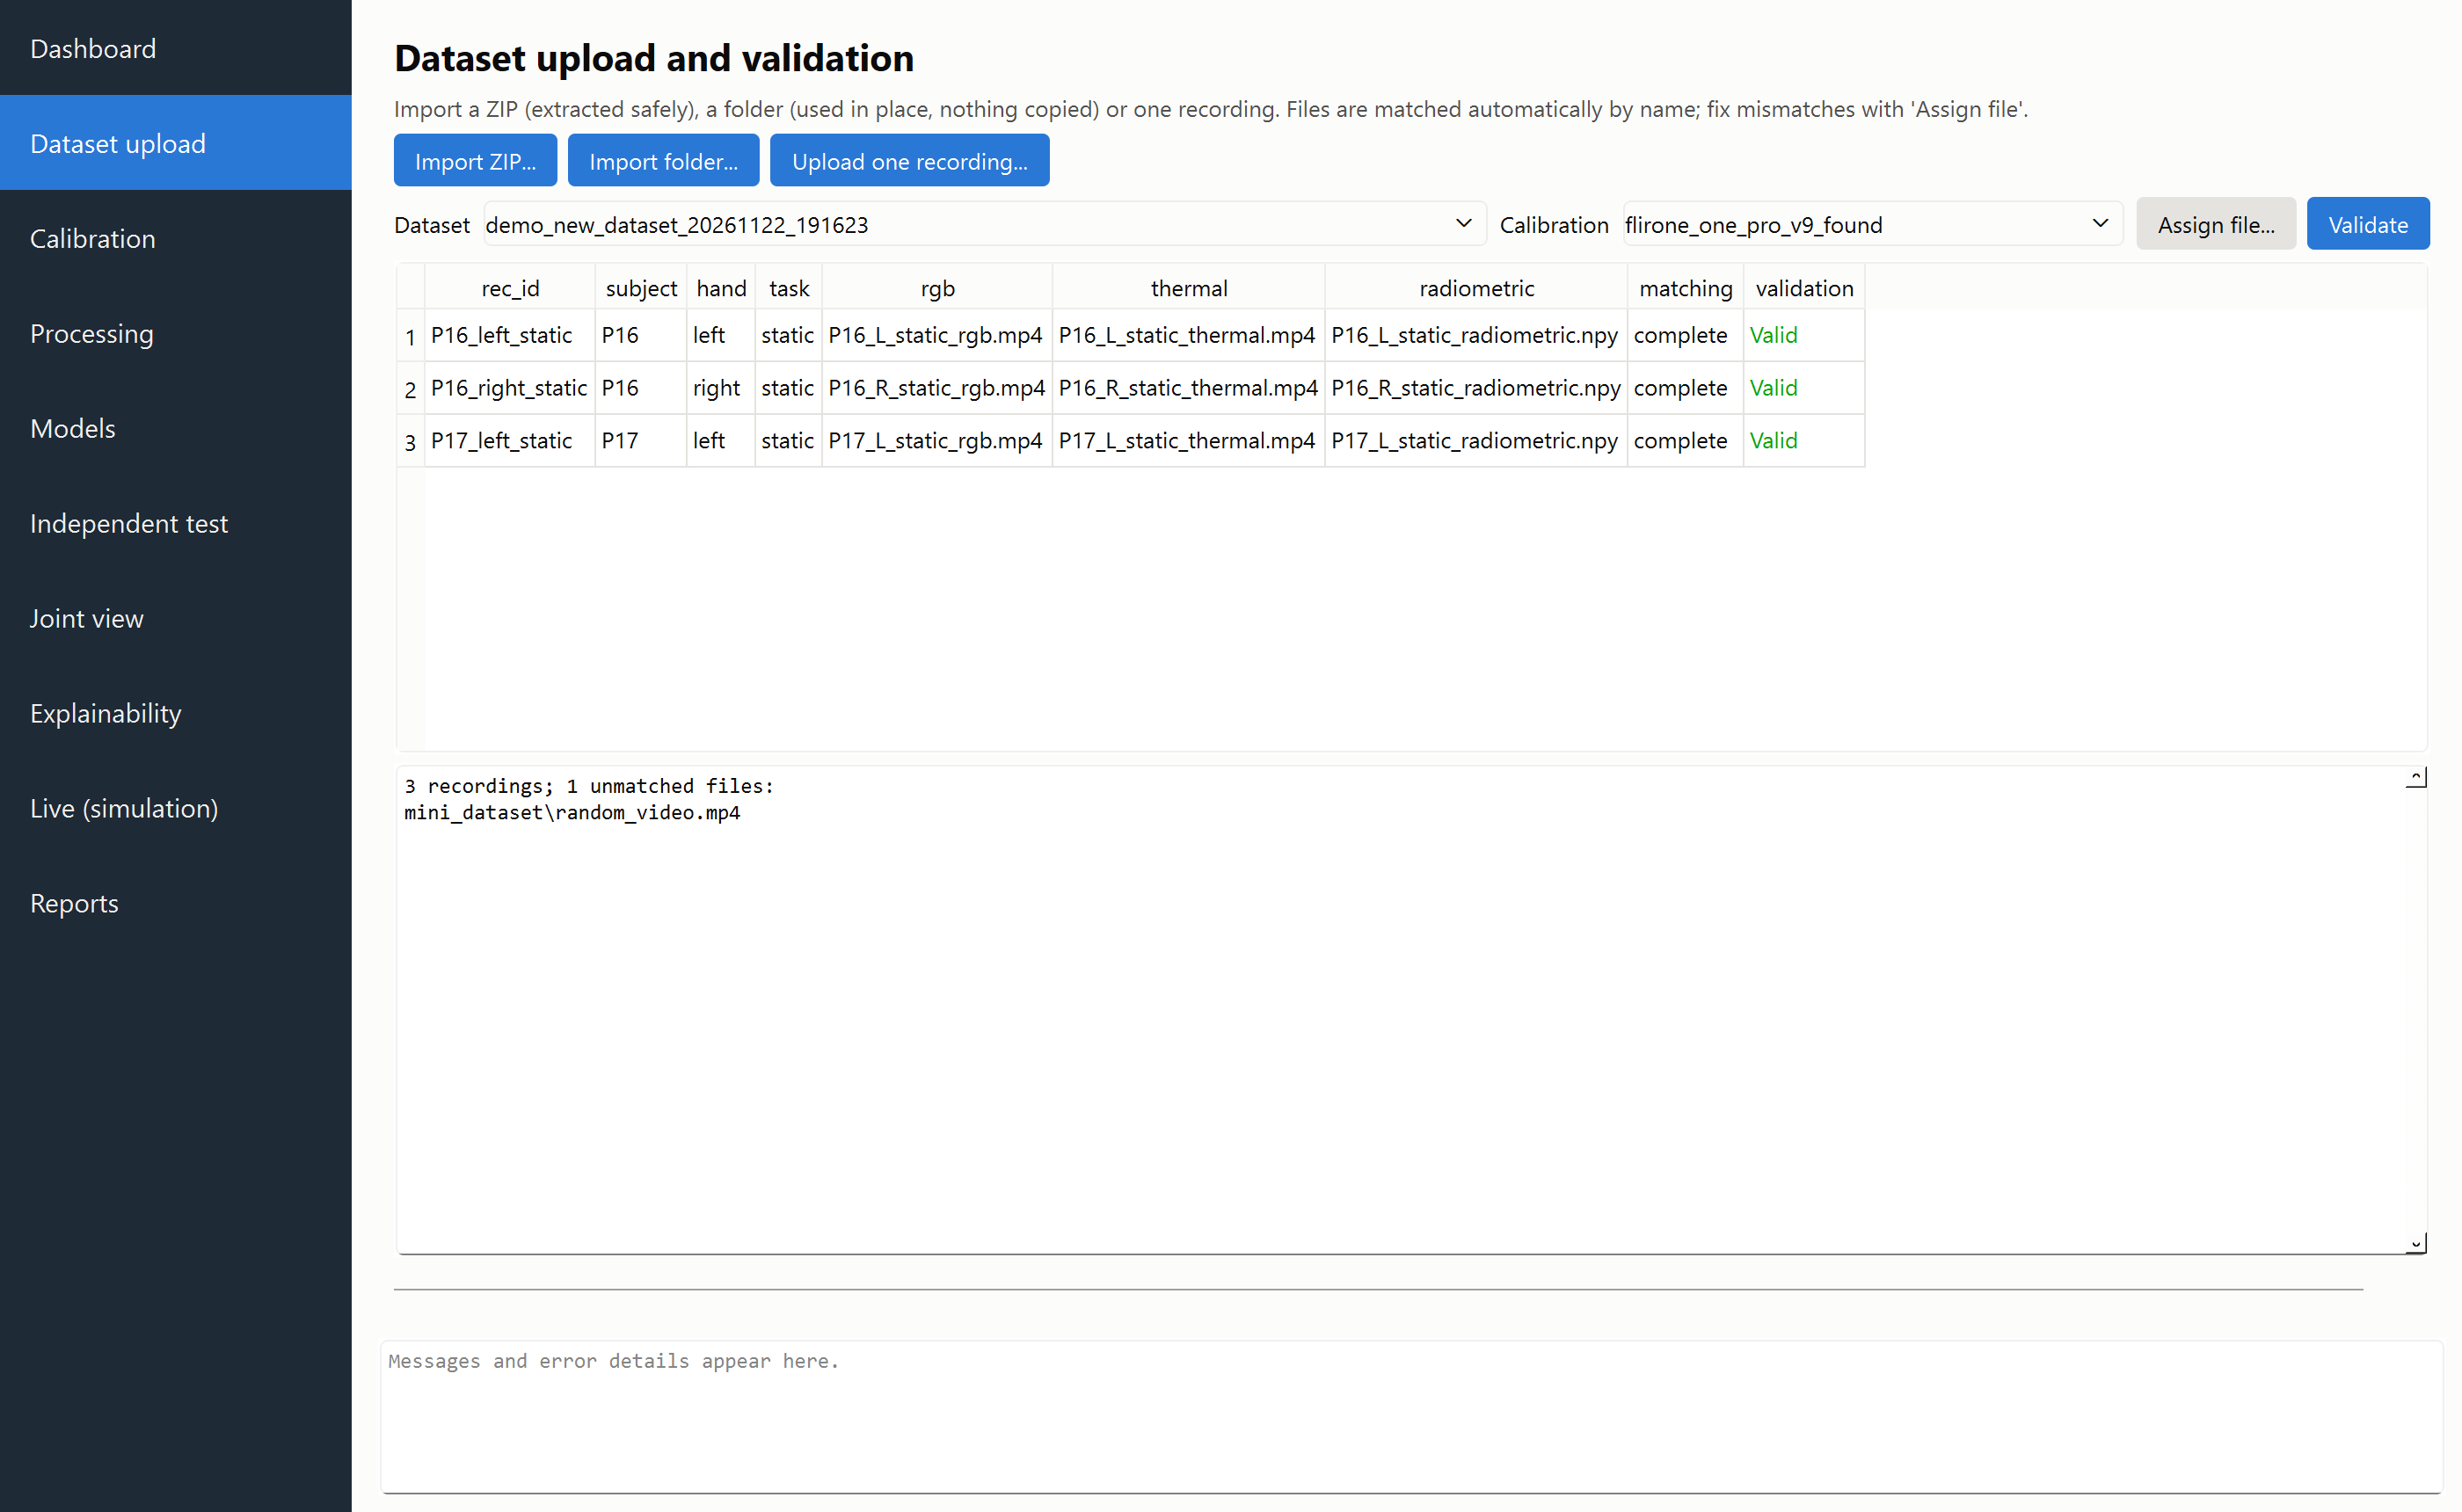 Dashboard
Dataset upload
Calibration
Processing
Models
Independent test
Joint view
Explainability
Live (simulation)
Reports
Dataset upload and validation
Import a ZIP (extracted safely), a folder (used in place, nothing copied) or one recording. Files are matched automatically by name; fix mismatches with 'Assign file'.
Import ZIP... Import folder... Upload one recording...
Dataset demo_new_dataset_20261122_191623 Calibration flirone_one_pro_v9_found Assign file... Validate
rec_id subject hand task rgb thermal radiometric matching validation
1 P16_left_static P16 left static P16_L_static_rgb.mp4 P16_L_static_thermal.mp4 P16_L_static_radiometric.npy complete Valid
2 P16_right_static P16 right static P16_R_static_rgb.mp4 P16_R_static_thermal.mp4 P16_R_static_radiometric.npy complete Valid
3 P17_left_static P17 left static P17_L_static_rgb.mp4 P17_L_static_thermal.mp4 P17_L_static_radiometric.npy complete Valid
3 recordings; 1 unmatched files:
mini_dataset\random_video.mp4
Messages and error details appear here.